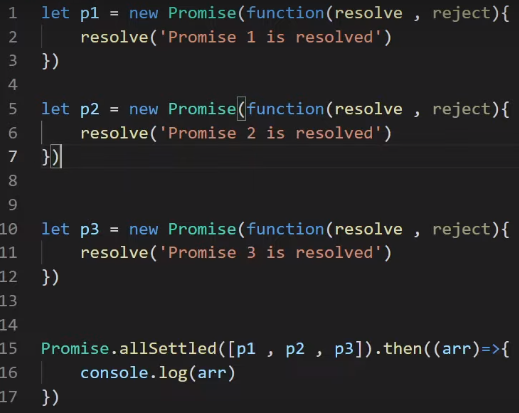 1 let p1 = new Promise(function(resolve , reject){
2     resolve('Promise 1 is resolved')
3 })
4
5 let p2 = new Promise(function(resolve , reject){
6     resolve('Promise 2 is resolved')
7 })
8
9
10 let p3 = new Promise(function(resolve , reject){
11     resolve('Promise 3 is resolved')
12 })
13
14
15 Promise.allSettled([p1 , p2 , p3]).then((arr)=>{
16     console.log(arr)
17 })